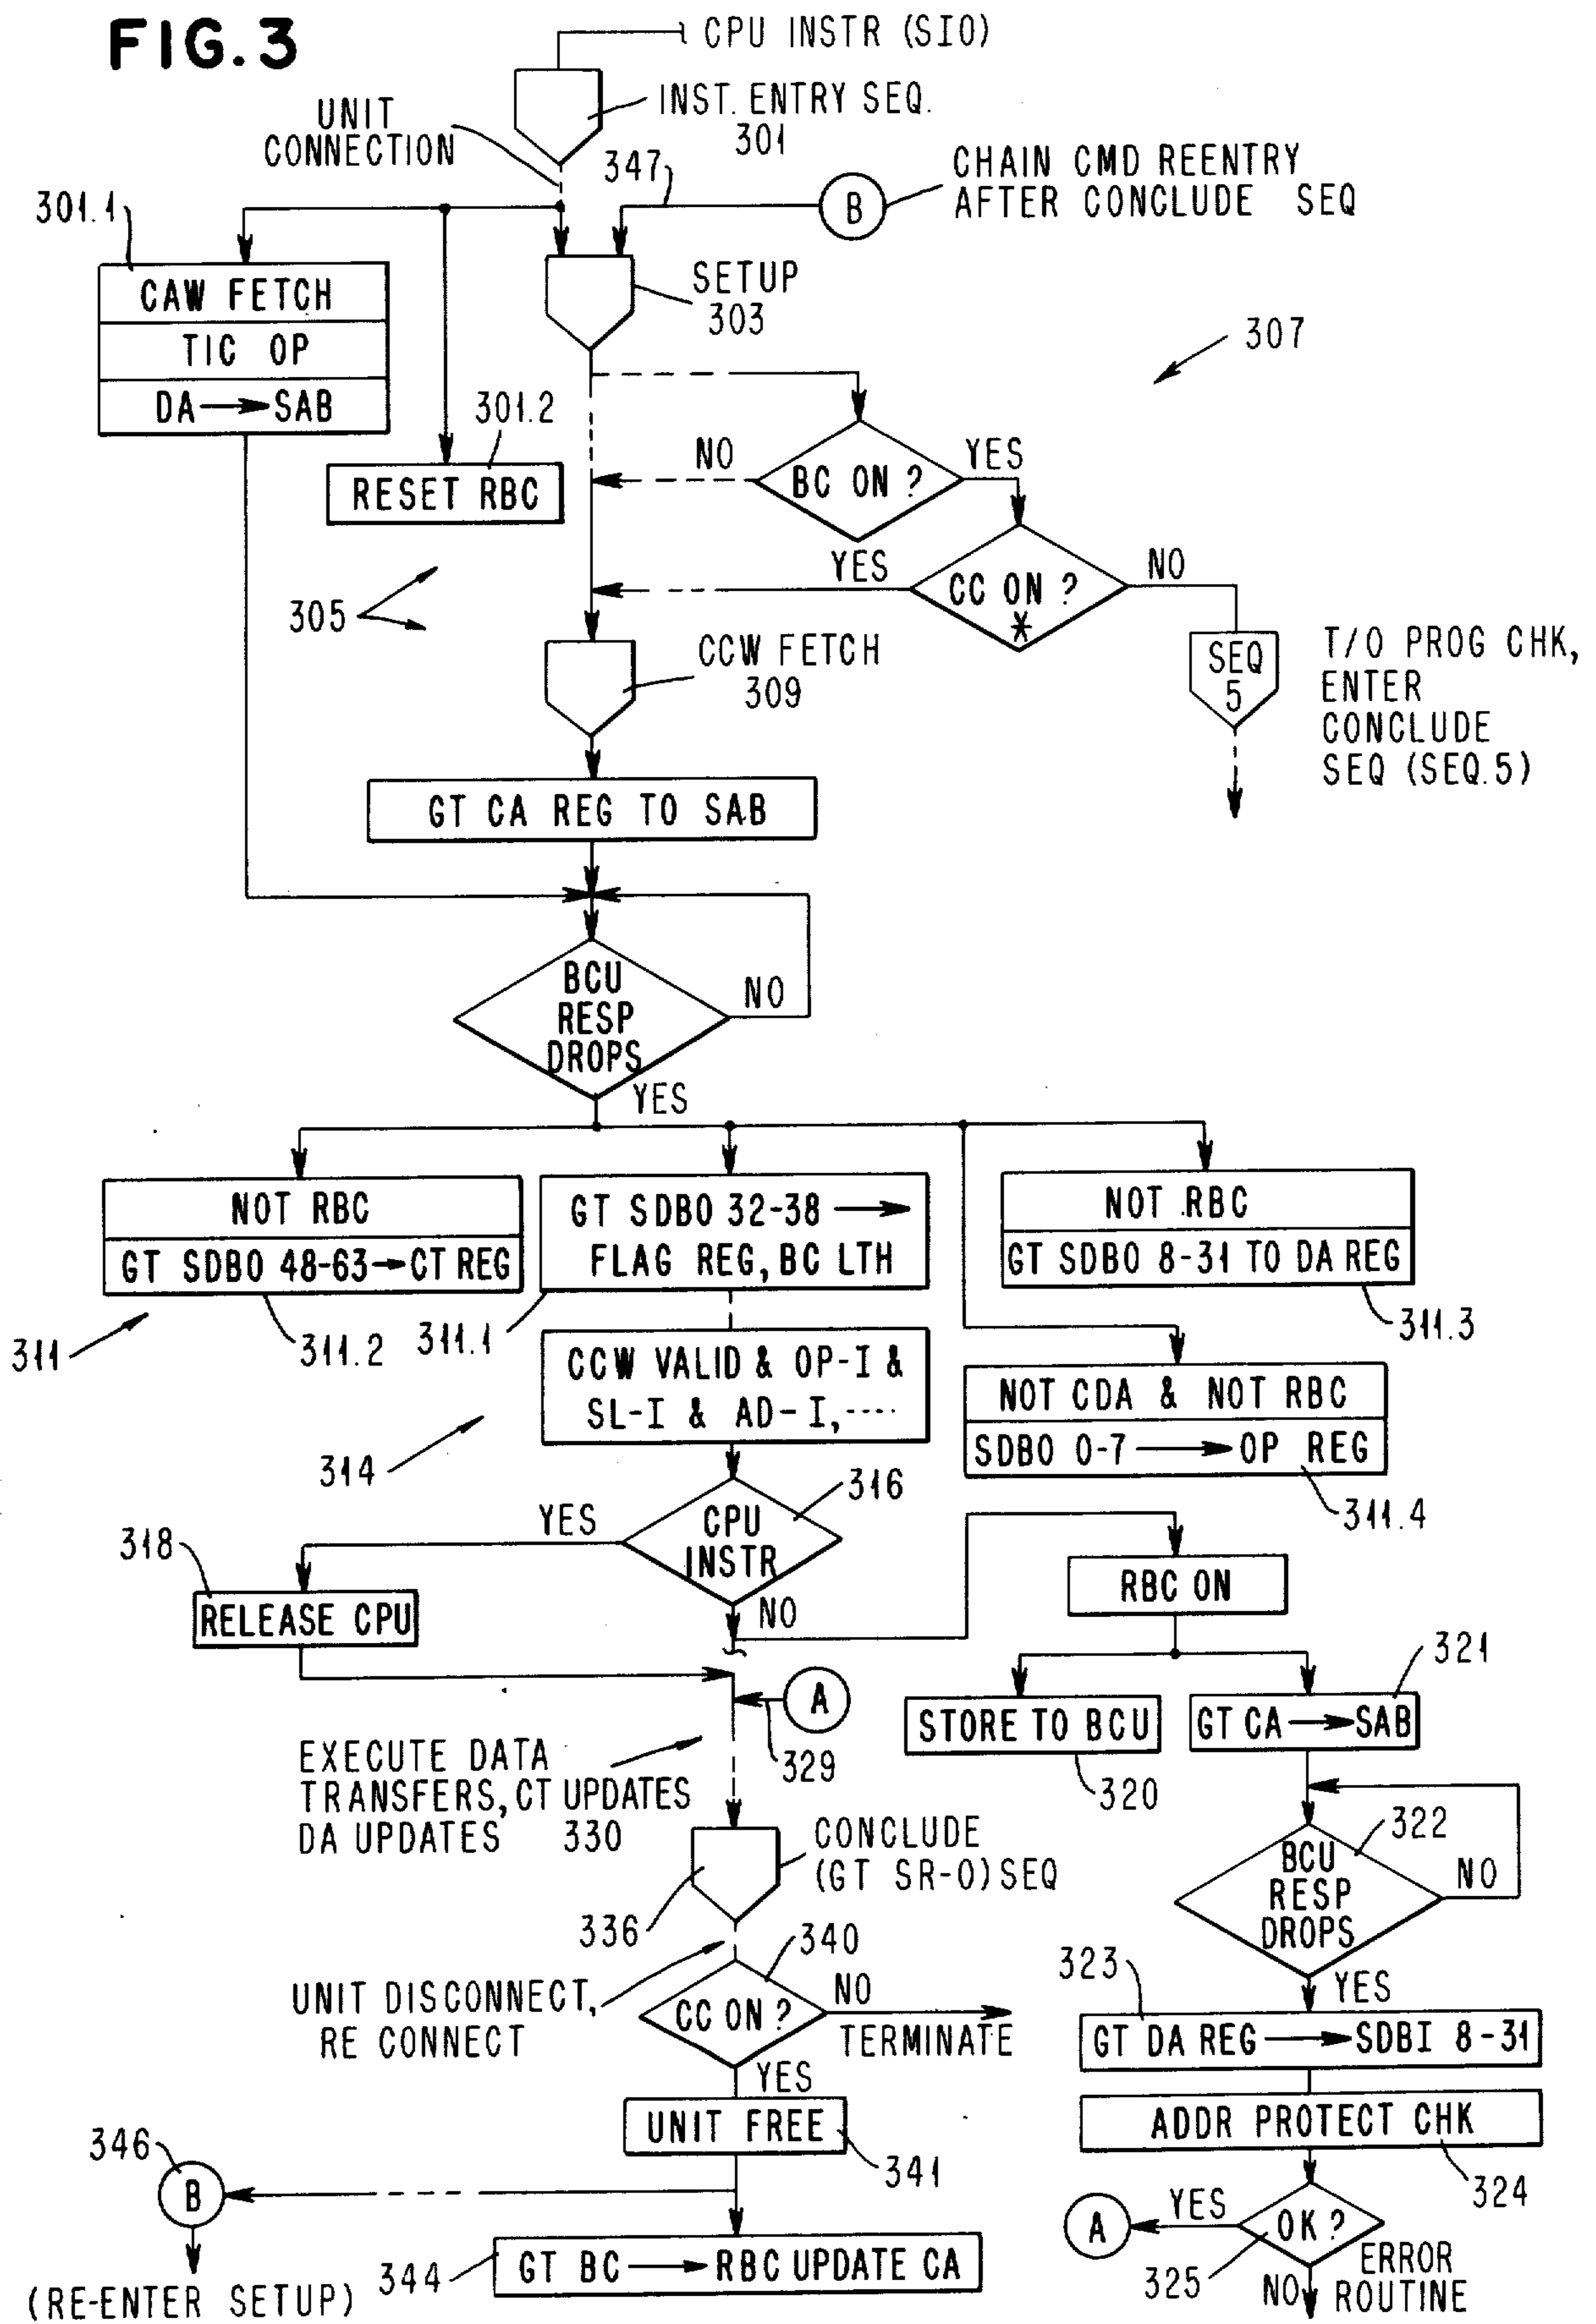 FIG. 3
CPU INSTR (SIO)
INST. ENTRY SEQ.
301
UNIT
CONNECTION
347
B
CHAIN CMD REENTRY
AFTER CONCLUDE SEQ
301.1
CAW FETCH
TIC OP
DA → SAB
SETUP
303
307
301.2
RESET RBC
NO
BC ON ?
YES
305
YES
CC ON ?
*
NO
CCW FETCH
309
SEQ
5
T/O PROG CHK,
ENTER
CONCLUDE
SEQ (SEQ.5)
GT CA REG TO SAB
BCU
RESP
DROPS
NO
YES
NOT RBC
GT SDBO 48-63→CT REG
GT SDBO 32-38 →
FLAG REG, BC LTH
NOT RBC
GT SDBO 8-31 TO DA REG
311
311.2
311.1
311.3
CCW VALID & OP-I &
SL-I & AD-I, ----
NOT CDA & NOT RBC
SDBO 0-7 → OP REG
314
311.4
316
YES
CPU
INSTR
NO
318
RELEASE CPU
RBC ON
A
329
STORE TO BCU
320
GT CA → SAB
321
EXECUTE DATA
TRANSFERS, CT UPDATES
DA UPDATES 330
CONCLUDE
(GT SR-0) SEQ
336
322
BCU
RESP
DROPS
NO
YES
UNIT DISCONNECT,
RE CONNECT
340
CC ON ?
NO
TERMINATE
YES
323
GT DA REG → SDBI 8-31
UNIT FREE
341
ADDR PROTECT CHK
324
346
B
(RE-ENTER SETUP)
344
GT BC → RBC UPDATE CA
A
YES
OK ?
325
NO
ERROR
ROUTINE